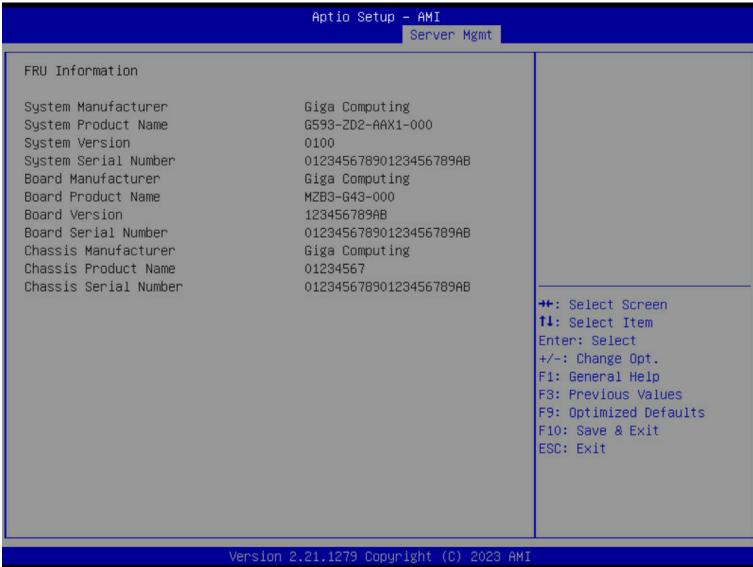 Aptio Setup – AMI
Server Mgmt
FRU Information
System Manufacturer Giga Computing
System Product Name G593-ZD2-AAX1-000
System Version 0100
System Serial Number 01234567890123456789AB
Board Manufacturer Giga Computing
Board Product Name MZB3-G43-000
Board Version 123456789AB
Board Serial Number 01234567890123456789AB
Chassis Manufacturer Giga Computing
Chassis Product Name 01234567
Chassis Serial Number 01234567890123456789AB
→←: Select Screen
↑↓: Select Item
Enter: Select
+/-: Change Opt.
F1: General Help
F3: Previous Values
F9: Optimized Defaults
F10: Save & Exit
ESC: Exit
Version 2.21.1279 Copyright (C) 2023 AMI